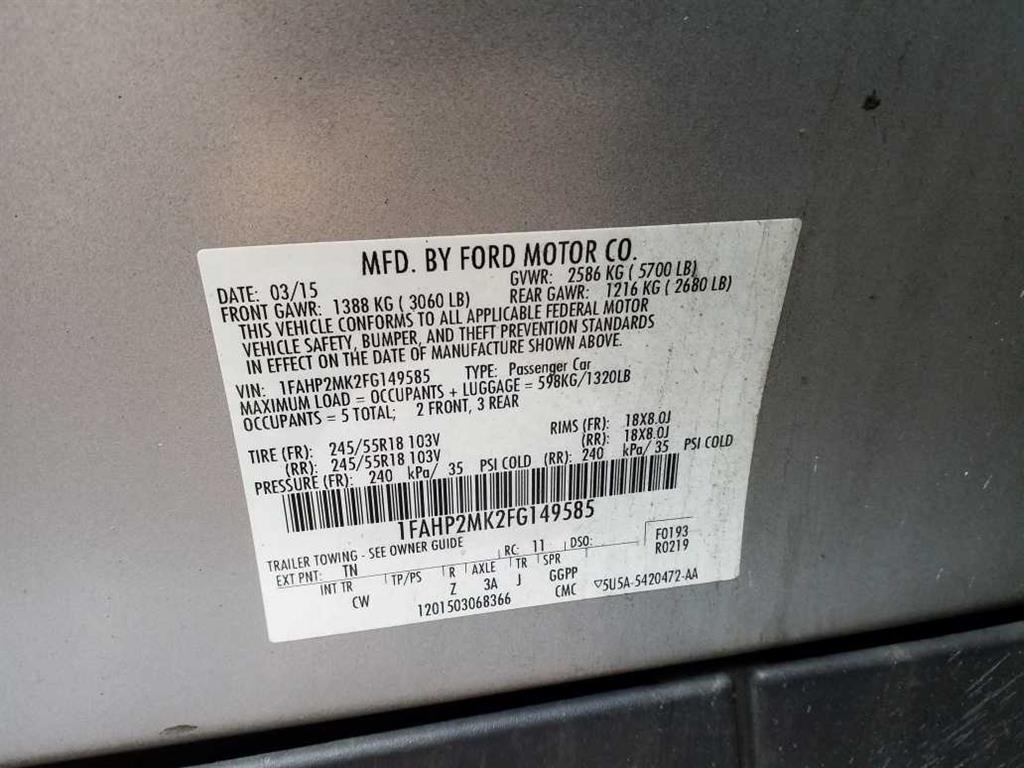 MFD. BY FORD MOTOR CO.
DATE: 03/15 GVWR: 2586 KG ( 5700 LB)
FRONT GAWR: 1388 KG ( 3060 LB) REAR GAWR: 1216 KG ( 2680 LB)
THIS VEHICLE CONFORMS TO ALL APPLICABLE FEDERAL MOTOR
VEHICLE SAFETY, BUMPER, AND THEFT PREVENTION STANDARDS
IN EFFECT ON THE DATE OF MANUFACTURE SHOWN ABOVE.
VIN: 1FAHP2MK2FG149585 TYPE: Passenger Car
MAXIMUM LOAD = OCCUPANTS + LUGGAGE = 598KG/1320LB
OCCUPANTS = 5 TOTAL; 2 FRONT, 3 REAR
TIRE (FR): 245/55R18 103V RIMS (FR): 18X8.0J
(RR): 245/55R18 103V (RR): 18X8.0J
PRESSURE (FR): 240 kPa/ 35 PSI COLD (RR): 240 kPa/ 35 PSI COLD
1FAHP2MK2FG149585
TRAILER TOWING - SEE OWNER GUIDE
F0193
EXT PNT: TN RC: 11 DSO: R0219
INT TR TP/PS R AXLE TR SPR
CW Z 3A J GGPP
1201503068366 CMC ▽5U5A-5420472-AA